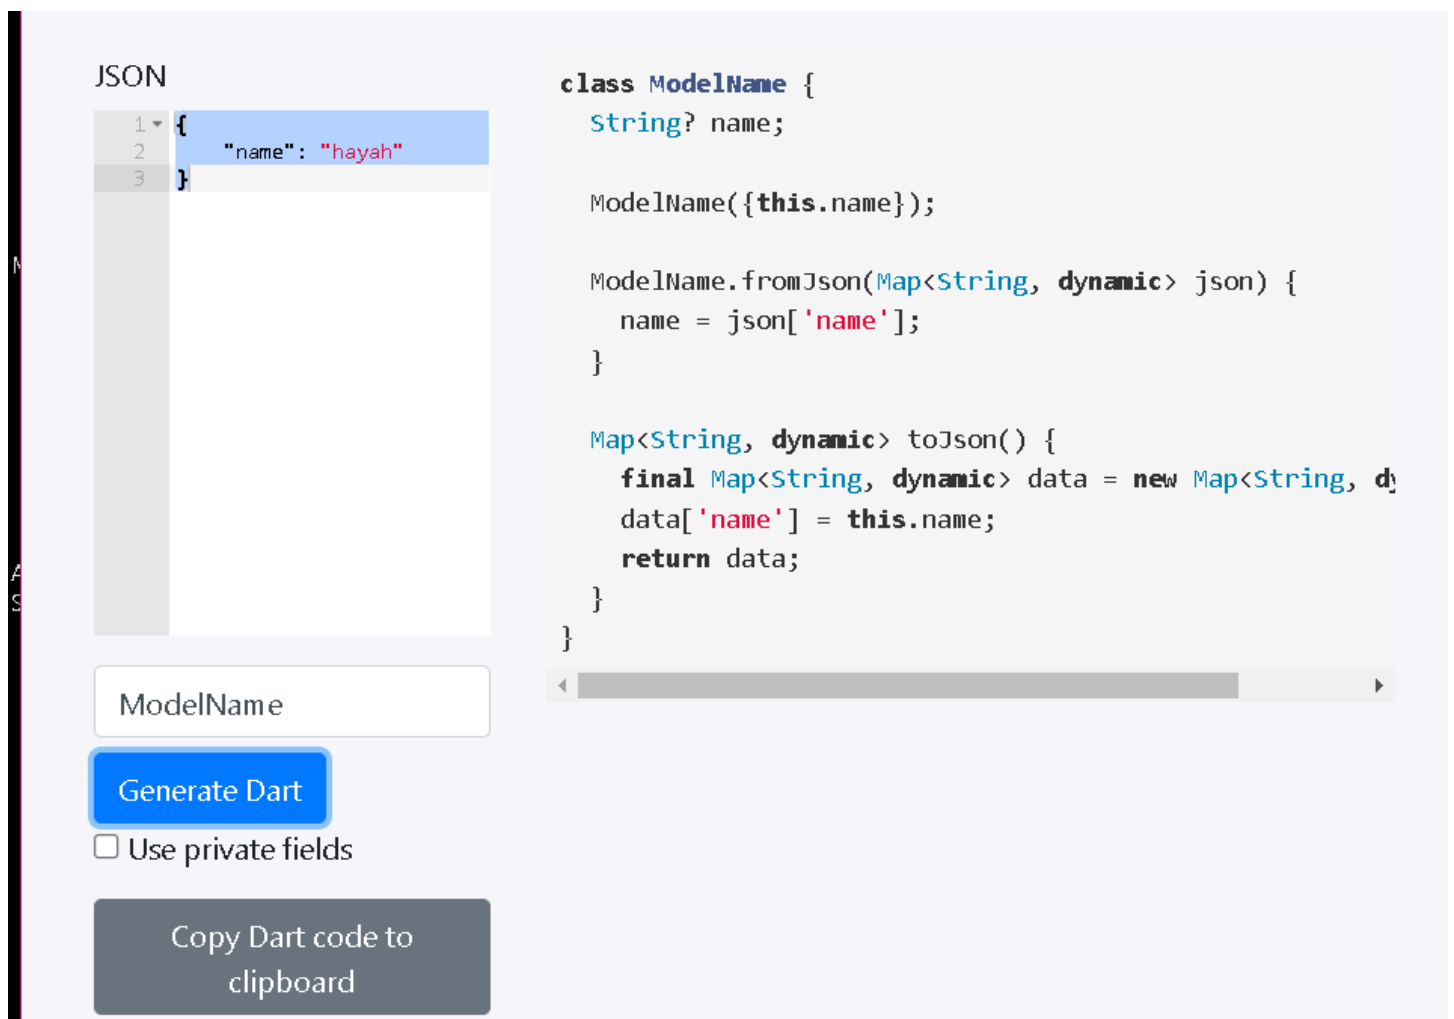 JSON
1 {
2 "name": "hayah"
3 }
ModelName
Generate Dart
Use private fields
Copy Dart code to
clipboard
class ModelName {
String? name;
ModelName({this.name});
ModelName.fromJson(Map<String, dynamic> json) {
name = json['name'];
}
Map<String, dynamic> toJson() {
final Map<String, dynamic> data = new Map<String,
data['name'] = this.name;
return data;
}
}